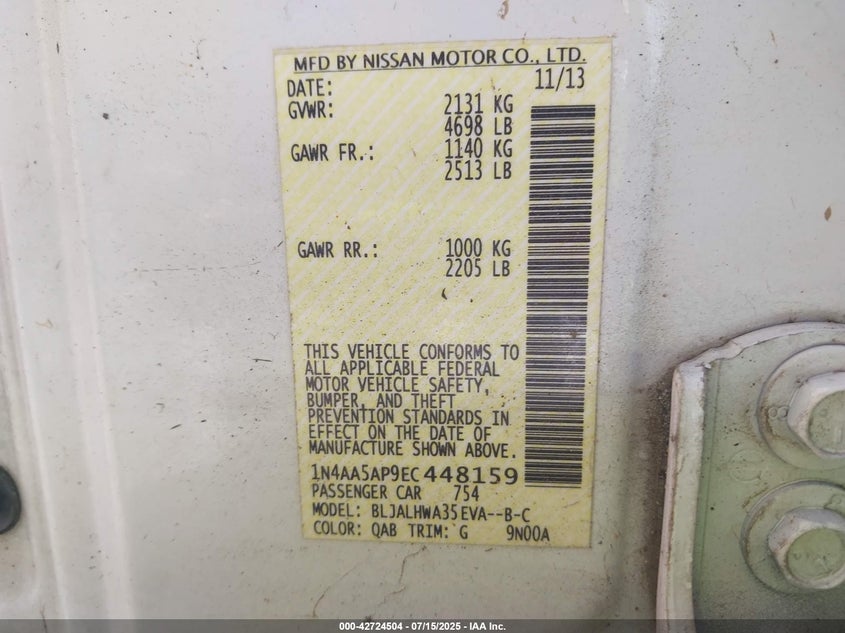 MFD BY NISSAN MOTOR CO., LTD.
DATE: 11/13
GVWR: 2131 KG
4698 LB
GAWR FR.: 1140 KG
2513 LB
GAWR RR.: 1000 KG
2205 LB
THIS VEHICLE CONFORMS TO
ALL APPLICABLE FEDERAL
MOTOR VEHICLE SAFETY,
BUMPER, AND THEFT
PREVENTION STANDARDS IN
EFFECT ON THE DATE OF
MANUFACTURE SHOWN ABOVE.
1N4AA5AP9EC448159
PASSENGER CAR 754
MODEL: BLJALHWA35EVA--B-C
COLOR: QAB TRIM: G 9N00A
000-42724504 - 07/15/2025 - IAA Inc.